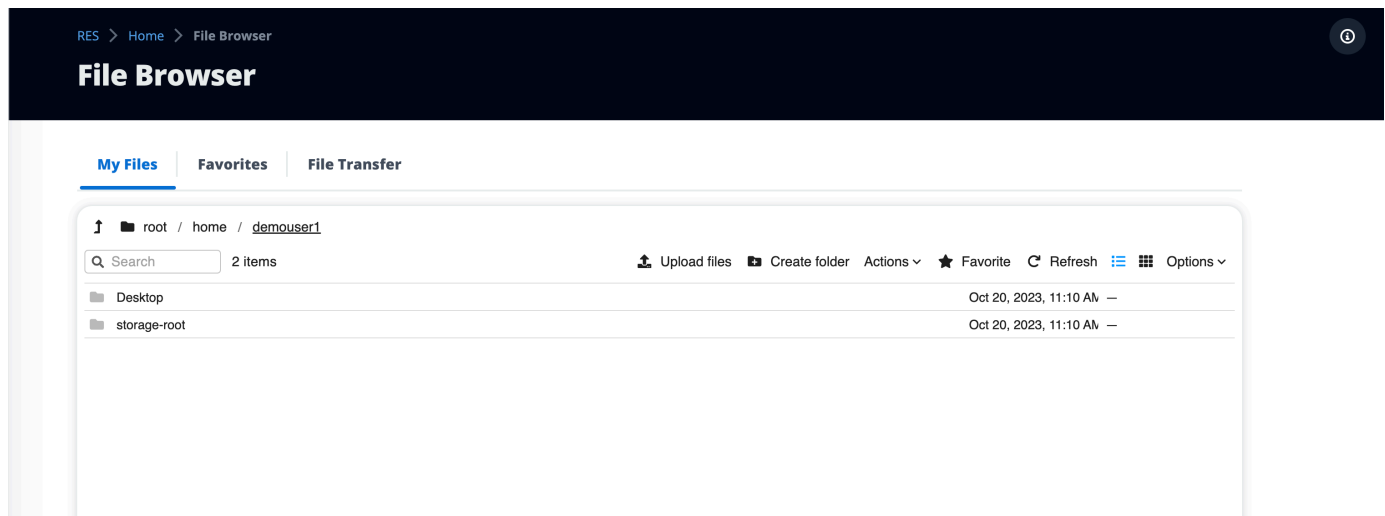 RES > Home > File Browser
File Browser
My Files Favorites File Transfer
root / home / demouser1
Search 2 items Upload files Create folder Actions Favorite Refresh Options
Desktop Oct 20, 2023, 11:10 AM —
storage-root Oct 20, 2023, 11:10 AM —